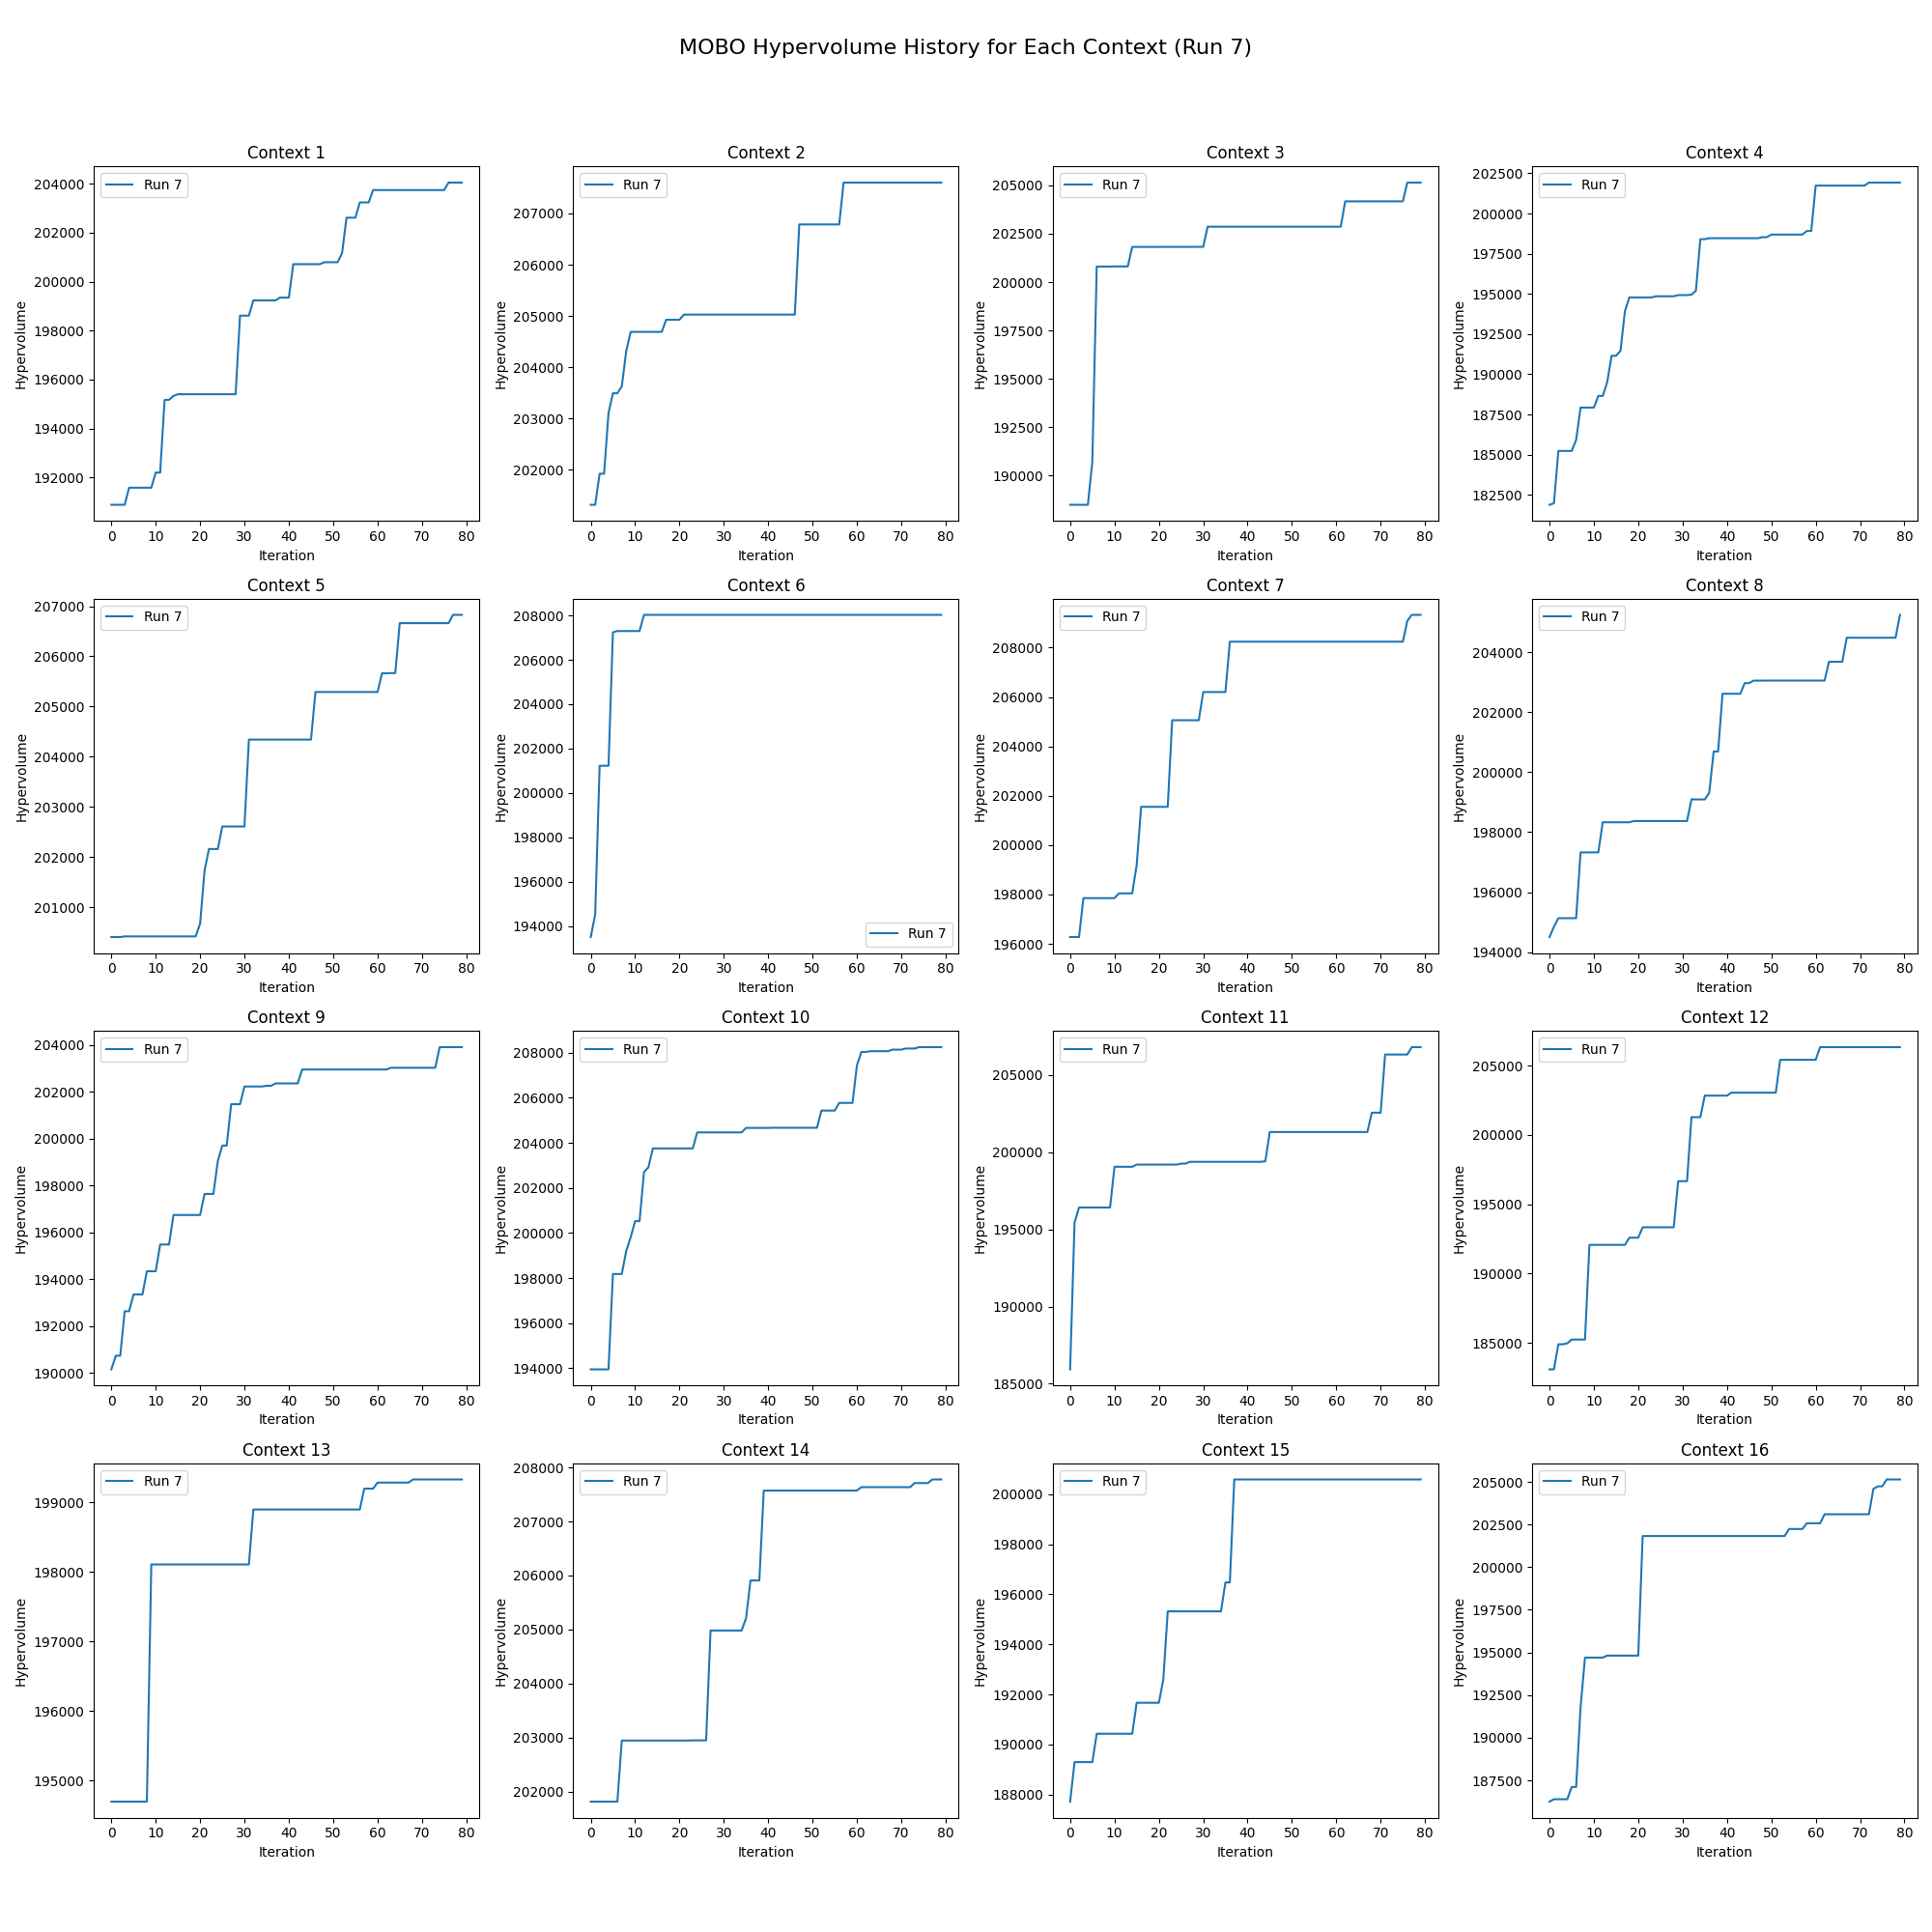 MOBO Hypervolume History for Each Context (Run 7)
Context 1
Run 7
204000
202000
200000
198000
196000
194000
192000
Hypervolume
0 10 20 30 40 50 60 70 80
Iteration
Context 2
Run 7
207000
206000
205000
204000
203000
202000
Hypervolume
0 10 20 30 40 50 60 70 80
Iteration
Context 3
Run 7
205000
202500
200000
197500
195000
192500
190000
Hypervolume
0 10 20 30 40 50 60 70 80
Iteration
Context 4
Run 7
202500
200000
197500
195000
192500
190000
187500
185000
182500
Hypervolume
0 10 20 30 40 50 60 70 80
Iteration
Context 5
Run 7
207000
206000
205000
204000
203000
202000
201000
Hypervolume
0 10 20 30 40 50 60 70 80
Iteration
Context 6
208000
206000
204000
202000
200000
198000
196000
194000
Hypervolume
Run 7
0 10 20 30 40 50 60 70 80
Iteration
Context 7
Run 7
208000
206000
204000
202000
200000
198000
196000
Hypervolume
0 10 20 30 40 50 60 70 80
Iteration
Context 8
Run 7
204000
202000
200000
198000
196000
194000
Hypervolume
0 10 20 30 40 50 60 70 80
Iteration
Context 9
Run 7
204000
202000
200000
198000
196000
194000
192000
190000
Hypervolume
0 10 20 30 40 50 60 70 80
Iteration
Context 10
Run 7
208000
206000
204000
202000
200000
198000
196000
194000
Hypervolume
0 10 20 30 40 50 60 70 80
Iteration
Context 11
Run 7
205000
200000
195000
190000
185000
Hypervolume
0 10 20 30 40 50 60 70 80
Iteration
Context 12
Run 7
205000
200000
195000
190000
185000
Hypervolume
0 10 20 30 40 50 60 70 80
Iteration
Context 13
Run 7
199000
198000
197000
196000
195000
Hypervolume
0 10 20 30 40 50 60 70 80
Iteration
Context 14
Run 7
208000
207000
206000
205000
204000
203000
202000
Hypervolume
0 10 20 30 40 50 60 70 80
Iteration
Context 15
Run 7
200000
198000
196000
194000
192000
190000
188000
Hypervolume
0 10 20 30 40 50 60 70 80
Iteration
Context 16
Run 7
205000
202500
200000
197500
195000
192500
190000
187500
Hypervolume
0 10 20 30 40 50 60 70 80
Iteration